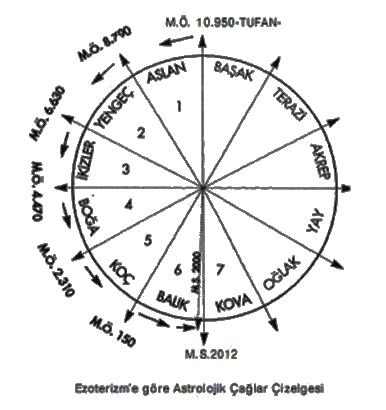 M.Ö. 10.950-TUFAN-
M.Ö. 8.790
ASLAN
BAŞAK
M.Ö. 6.630
YENGEÇ
1
TERAZİ
2
İKİZLER
3
AKREP
M.Ö. 4.470
BOĞA
4
YAY
M.Ö. 2.310
KOÇ
5
6
M.S. 2000
7
OĞLAK
BALIK
KOVA
M.Ö. 150
M.S.2012
Ezoterizm'e göre Astrolojik Çağlar Çizelgesi